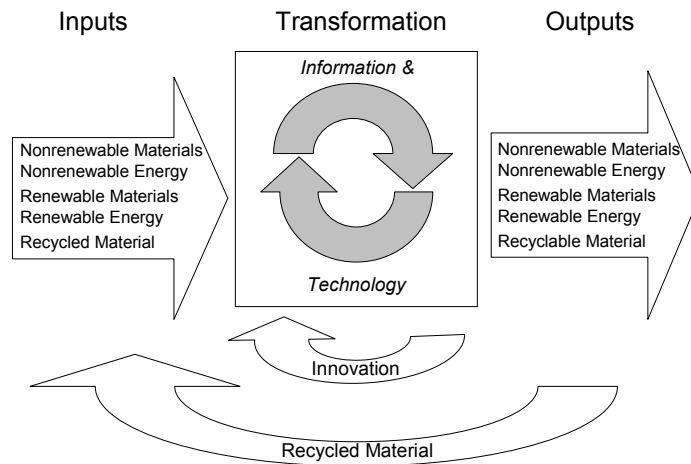 Inputs
Transformation
Outputs
Nonrenewable Materials
Nonrenewable Energy
Renewable Materials
Renewable Energy
Recycled Material
Information &
Technology
Nonrenewable Materials
Nonrenewable Energy
Renewable Materials
Renewable Energy
Recyclable Material
Innovation
Recycled Material